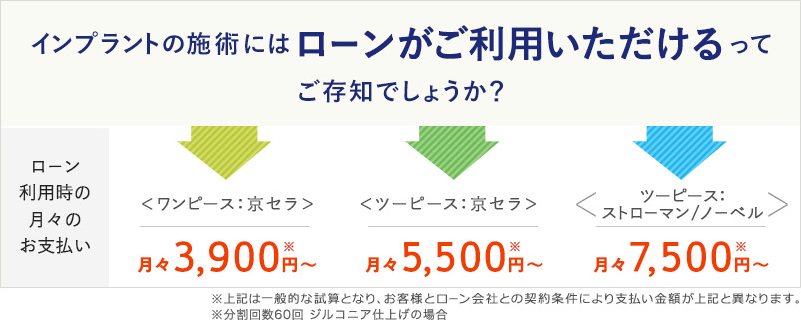 インプラントの施術にはローンがご利用いただけるって
ご存知でしょうか?
ローン
利用時の
月々の
お支払い
<ワンピース:京セラ>
月々3,900円~※
<ツーピース:京セラ>
月々5,500円~※
<ツーピース:
ストローマン/ノーベル>
月々7,500円~※
※上記は一般的な試算となり、お客様とローン会社との契約条件により支払い金額が上記と異なります。
※分割回数60回 ジルコニア仕上げの場合